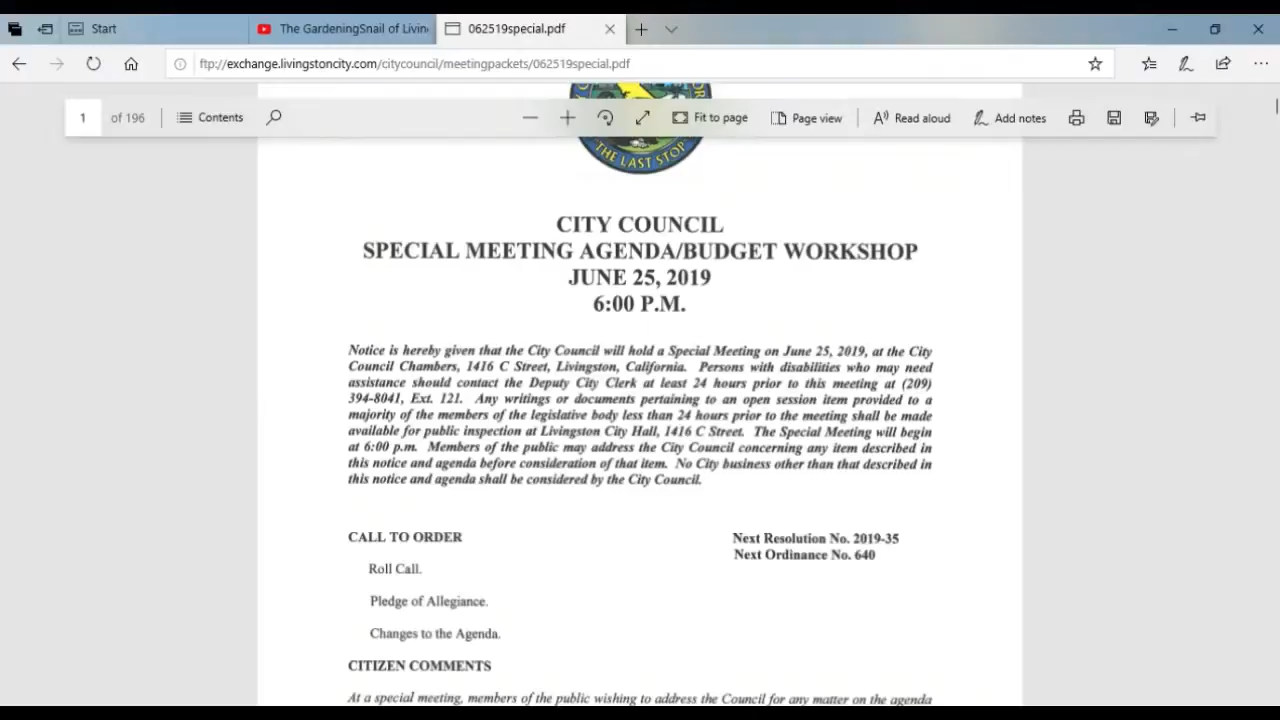 Start
The GardeningSnail of Livin
062519special.pdf
ftp://exchange.livingstoncity.com/citycouncil/meetingpackets/062519special.pdf
1 of 196
Contents
Fit to page
Page view
Read aloud
Add notes
THE LAST STOP
CITY COUNCIL
SPECIAL MEETING AGENDA/BUDGET WORKSHOP
JUNE 25, 2019
6:00 P.M.
Notice is hereby given that the City Council will hold a Special Meeting on June 25, 2019, at the City
Council Chambers, 1416 C Street, Livingston, California. Persons with disabilities who may need
assistance should contact the Deputy City Clerk at least 24 hours prior to this meeting at (209)
394-8041, Ext. 121. Any writings or documents pertaining to an open session item provided to a
majority of the members of the legislative body less than 24 hours prior to the meeting shall be made
available for public inspection at Livingston City Hall, 1416 C Street. The Special Meeting will begin
at 6:00 p.m. Members of the public may address the City Council concerning any item described in
this notice and agenda before consideration of that item. No City business other than that described in
this notice and agenda shall be considered by the City Council.
CALL TO ORDER
Next Resolution No. 2019-35
Next Ordinance No. 640
Roll Call.
Pledge of Allegiance.
Changes to the Agenda.
CITIZEN COMMENTS
At a special meeting, members of the public wishing to address the Council for any matter on the agenda